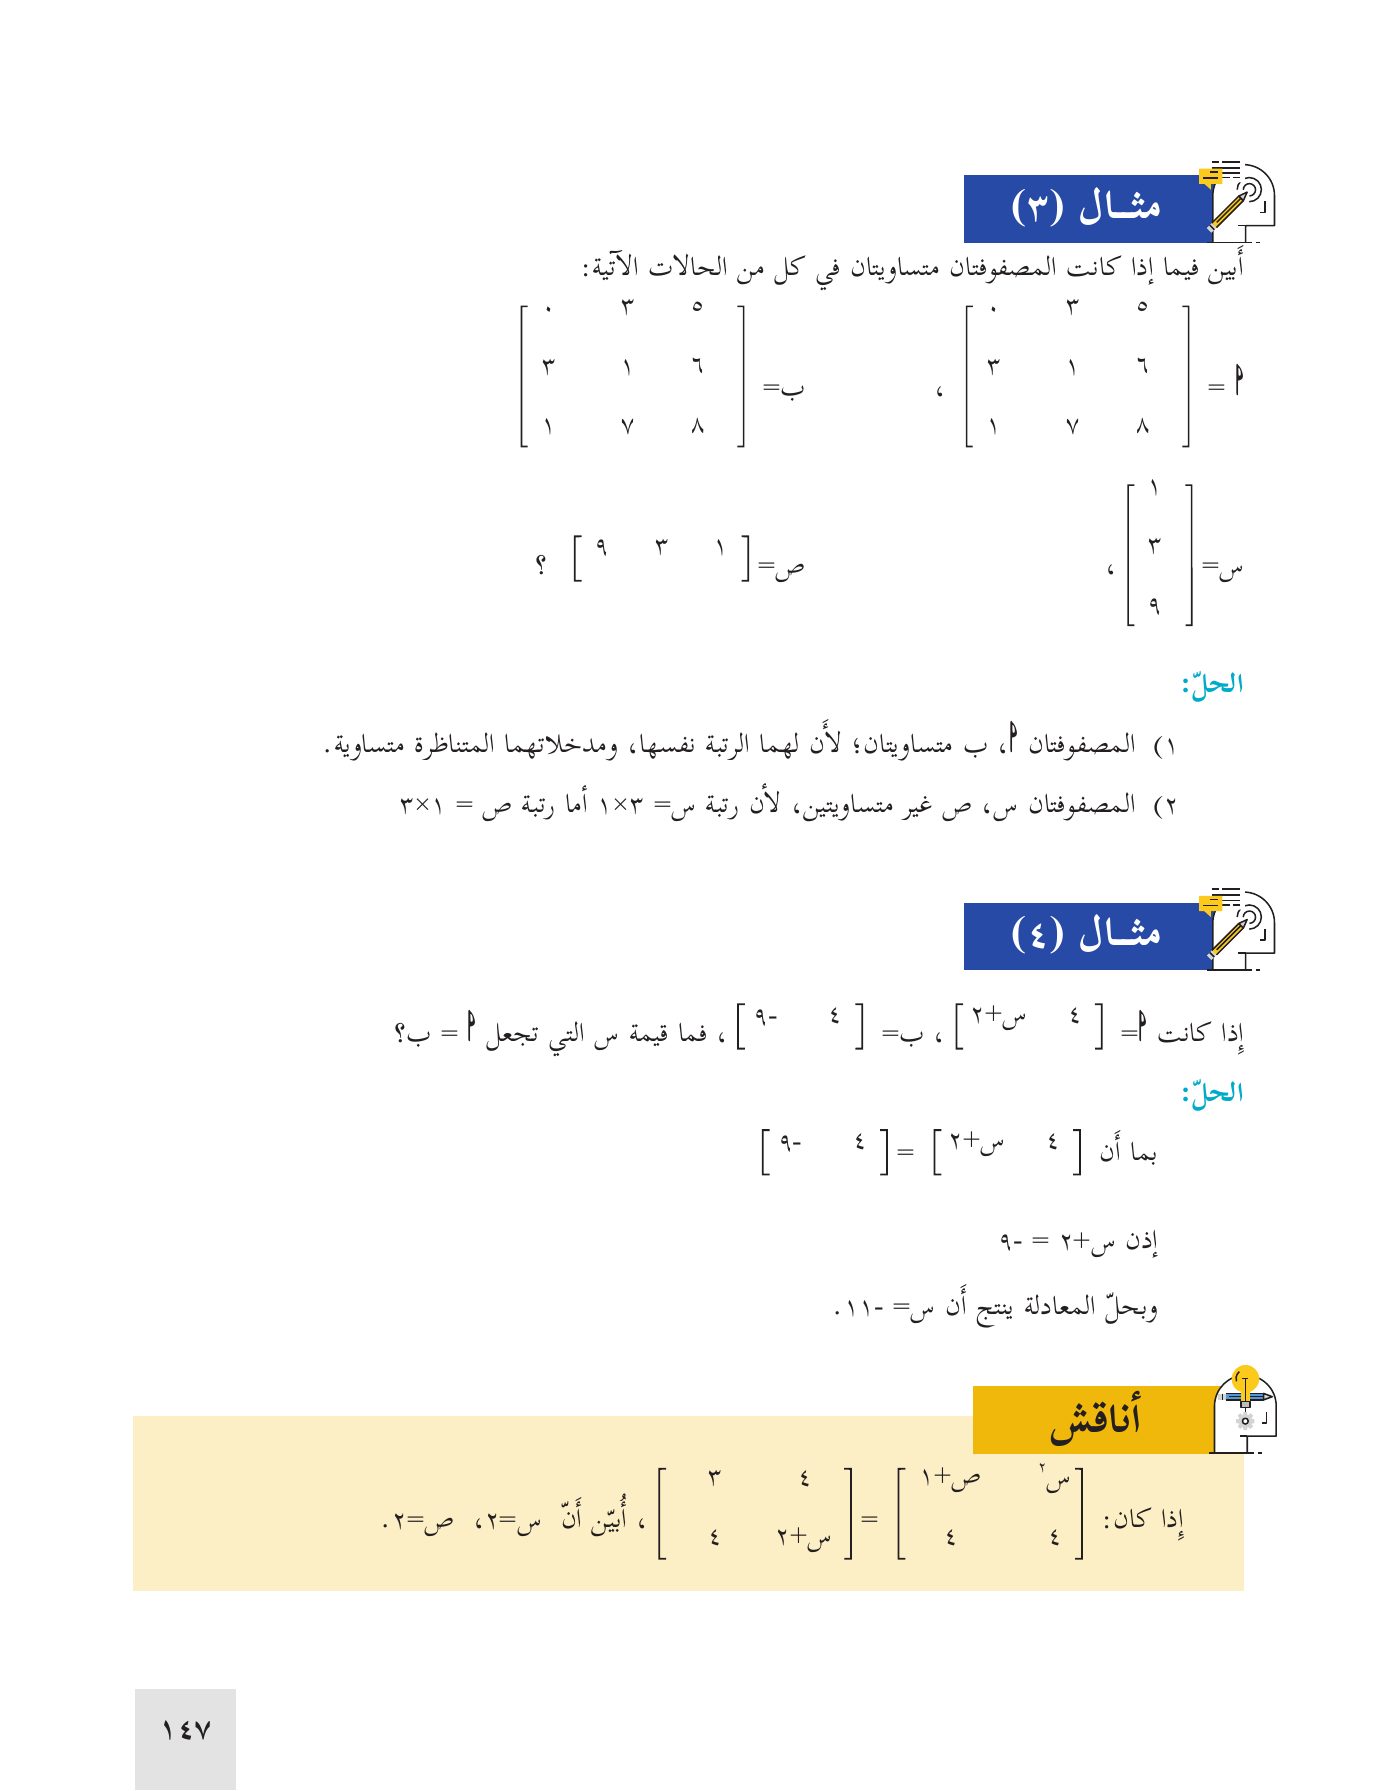 مثـــال (٣)
أَبين فيما إذا كانت المصفوفتان متساويتان في كل من الحالات الآتية:
٥ ٣ ٠ ٥ ٣ ٠
٦ ١ ٣ ٦ ١ ٣
أ = ، ب=
٨ ٧ ١ ٨ ٧ ١
١
٣ ١ ٣ ٩
س= ، ص= ؟
٩
الحلّ:
١) المصفوفتان أ، ب متساويتان؛ لأَن لهما الرتبة نفسها، ومدخلاتهما المتناظرة متساوية.
٢) المصفوفتان س، ص غير متساويتين، لأن رتبة س= ٣×١ أما رتبة ص = ١×٣
مثـــال (٤)
إِذا كانت أ= [ ٤ س+٢ ] ، ب= [ ٤ -٩ ] ، فما قيمة س التي تجعل أ = ب؟
الحلّ:
بما أَن [ ٤ س+٢ ] = [ ٤ -٩ ]
إذن س+٢ = -٩
وبحلّ المعادلة ينتج أَن س= -١١.
أناقش
س٢ ص+١ ٤ ٣
إِذا كان: = ، أُبيّن أَنّ س=٢، ص=٢.
٤ ٤ س+٢ ٤
١٤٧